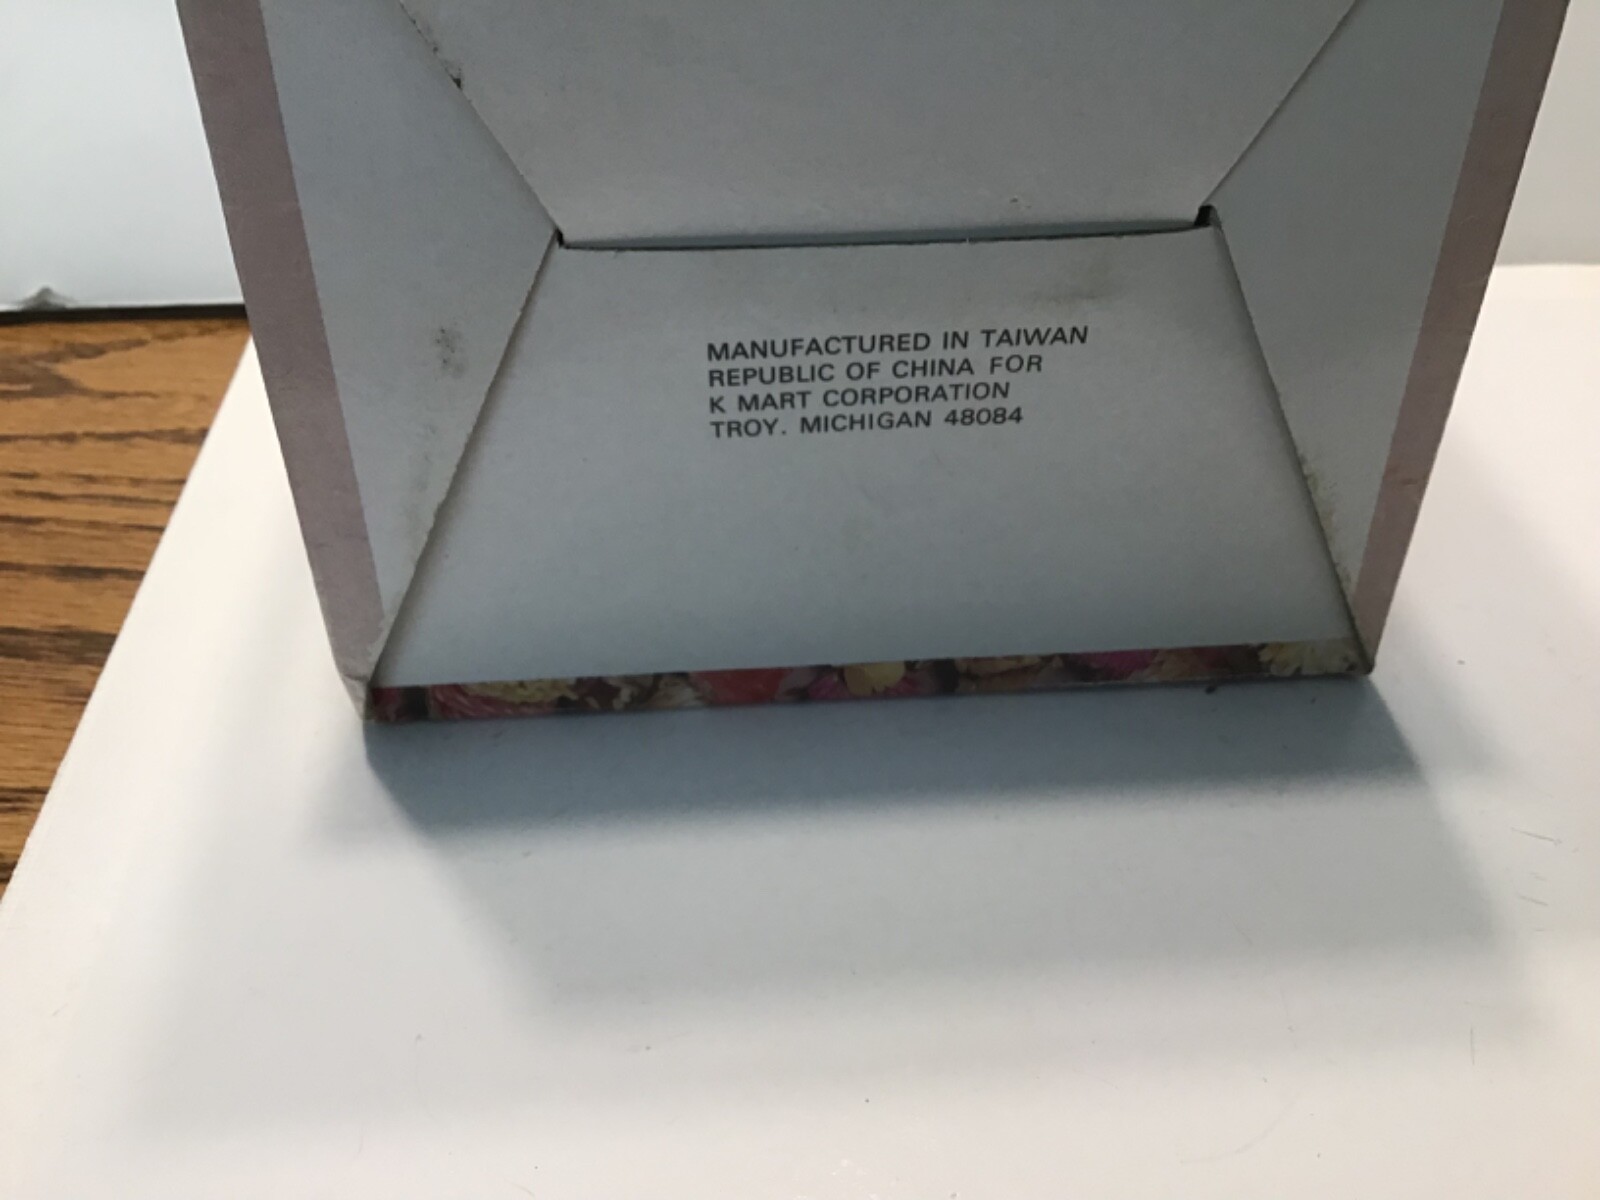 MANUFACTURED IN TAIWAN
REPUBLIC OF CHINA FOR
K MART CORPORATION
TROY. MICHIGAN 48084